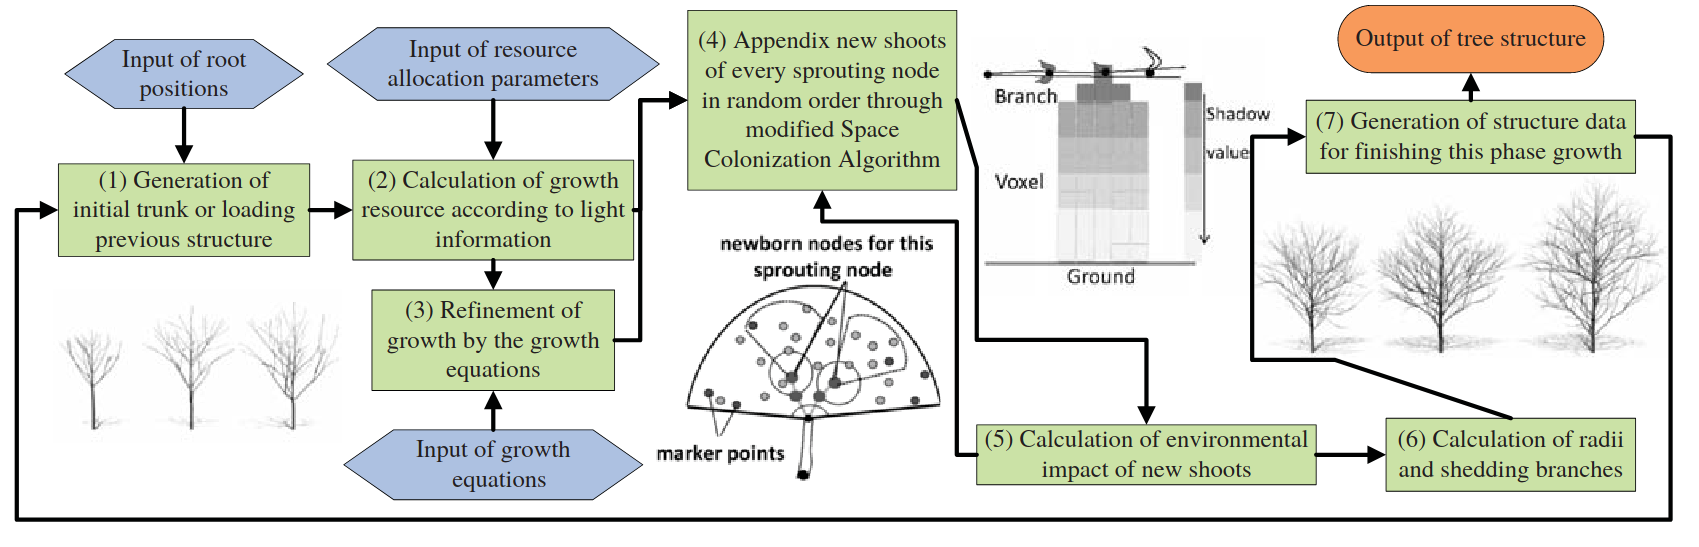 Input of root
positions
(1) Generation of
initial trunk or loading
previous structure
Input of resource
allocation parameters
(2) Calculation of growth
resource according to light
information
(3) Refinement of
growth by the growth
equations
Input of growth
equations
(4) Appendix new shoots
of every sprouting node
in random order through
modified Space
Colonization Algorithm
newborn nodes for this
sprouting node
marker points
Branch
Shadow
values
Voxel
Ground
(5) Calculation of environmental
impact of new shoots
(6) Calculation of radii
and shedding branches
(7) Generation of structure data
for finishing this phase growth
Output of tree structure